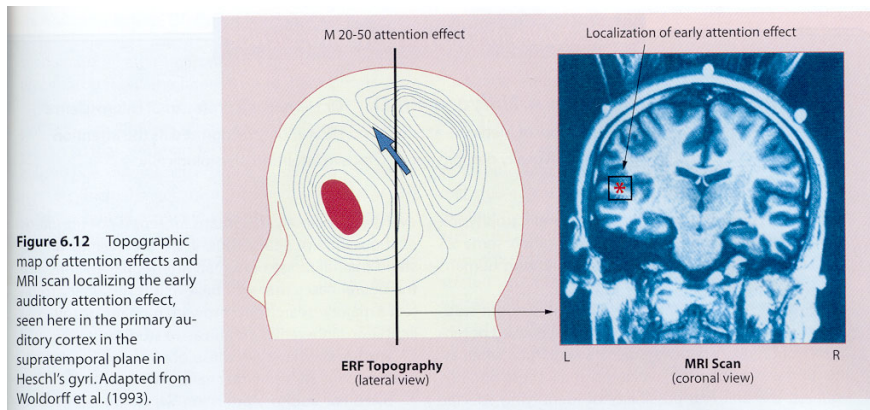 M 20-50 attention effect
Localization of early attention effect
Figure 6.12 Topographic
map of attention effects and
MRI scan localizing the early
auditory attention effect,
seen here in the primary au-
ditory cortex in the
supratemporal plane in
Heschl's gyri. Adapted from
Woldorff et al. (1993).
ERF Topography
(lateral view)
L
R
MRI Scan
(coronal view)